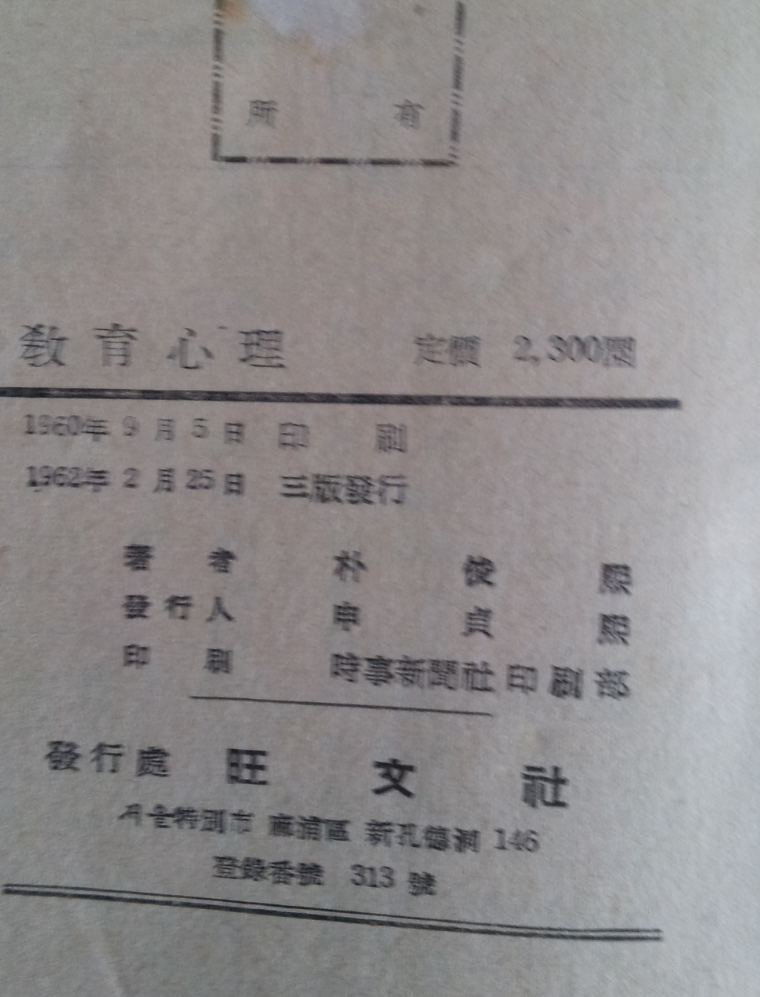 所 有
敎育心理 定價 2,300圜
1960年 9 月 5 日 印 刷
1962年 2 月 25日 三版發行
著 者 朴 俊 熙
發行人 申 貞 熙
印 刷 時事新聞社印刷部
發行處 旺 文 社
서울特別市 麻浦區 新孔德洞 146
登錄番號 313 號